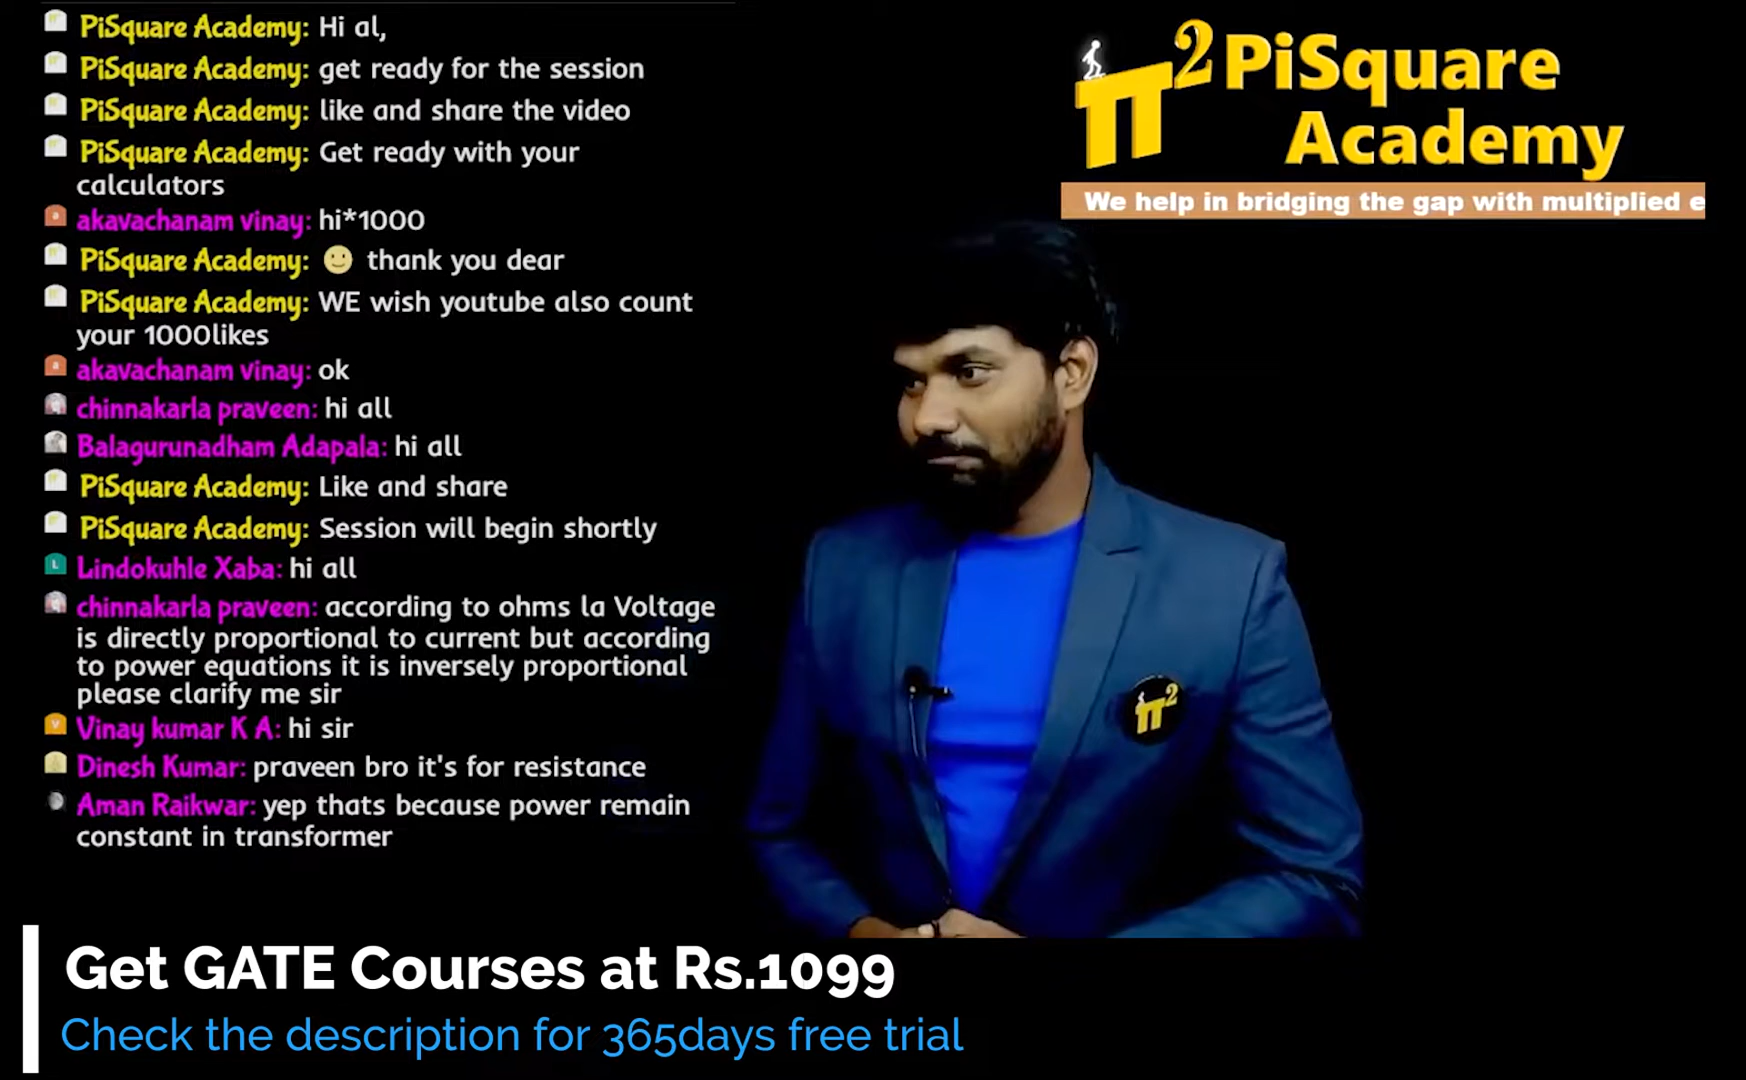 PiSquare Academy: Hi al,
PiSquare Academy: get ready for the session
PiSquare Academy: like and share the video
PiSquare Academy: Get ready with your
calculators
akavachanam vinay: hi*1000
PiSquare Academy: 🙂 thank you dear
PiSquare Academy: WE wish youtube also count
your 1000likes
akavachanam vinay: ok
chinnakarla praveen: hi all
Balagurunadham Adapala: hi all
PiSquare Academy: Like and share
PiSquare Academy: Session will begin shortly
Lindokuhle Xaba: hi all
chinnakarla praveen: according to ohms la Voltage
is directly proportional to current but according
to power equations it is inversely proportional
please clarify me sir
Vinay kumar K A: hi sir
Dinesh Kumar: praveen bro it's for resistance
Aman Raikwar: yep thats because power remain
constant in transformer
π² PiSquare
Academy
We help in bridging the gap with multiplied e
π²
Get GATE Courses at Rs.1099
Check the description for 365days free trial